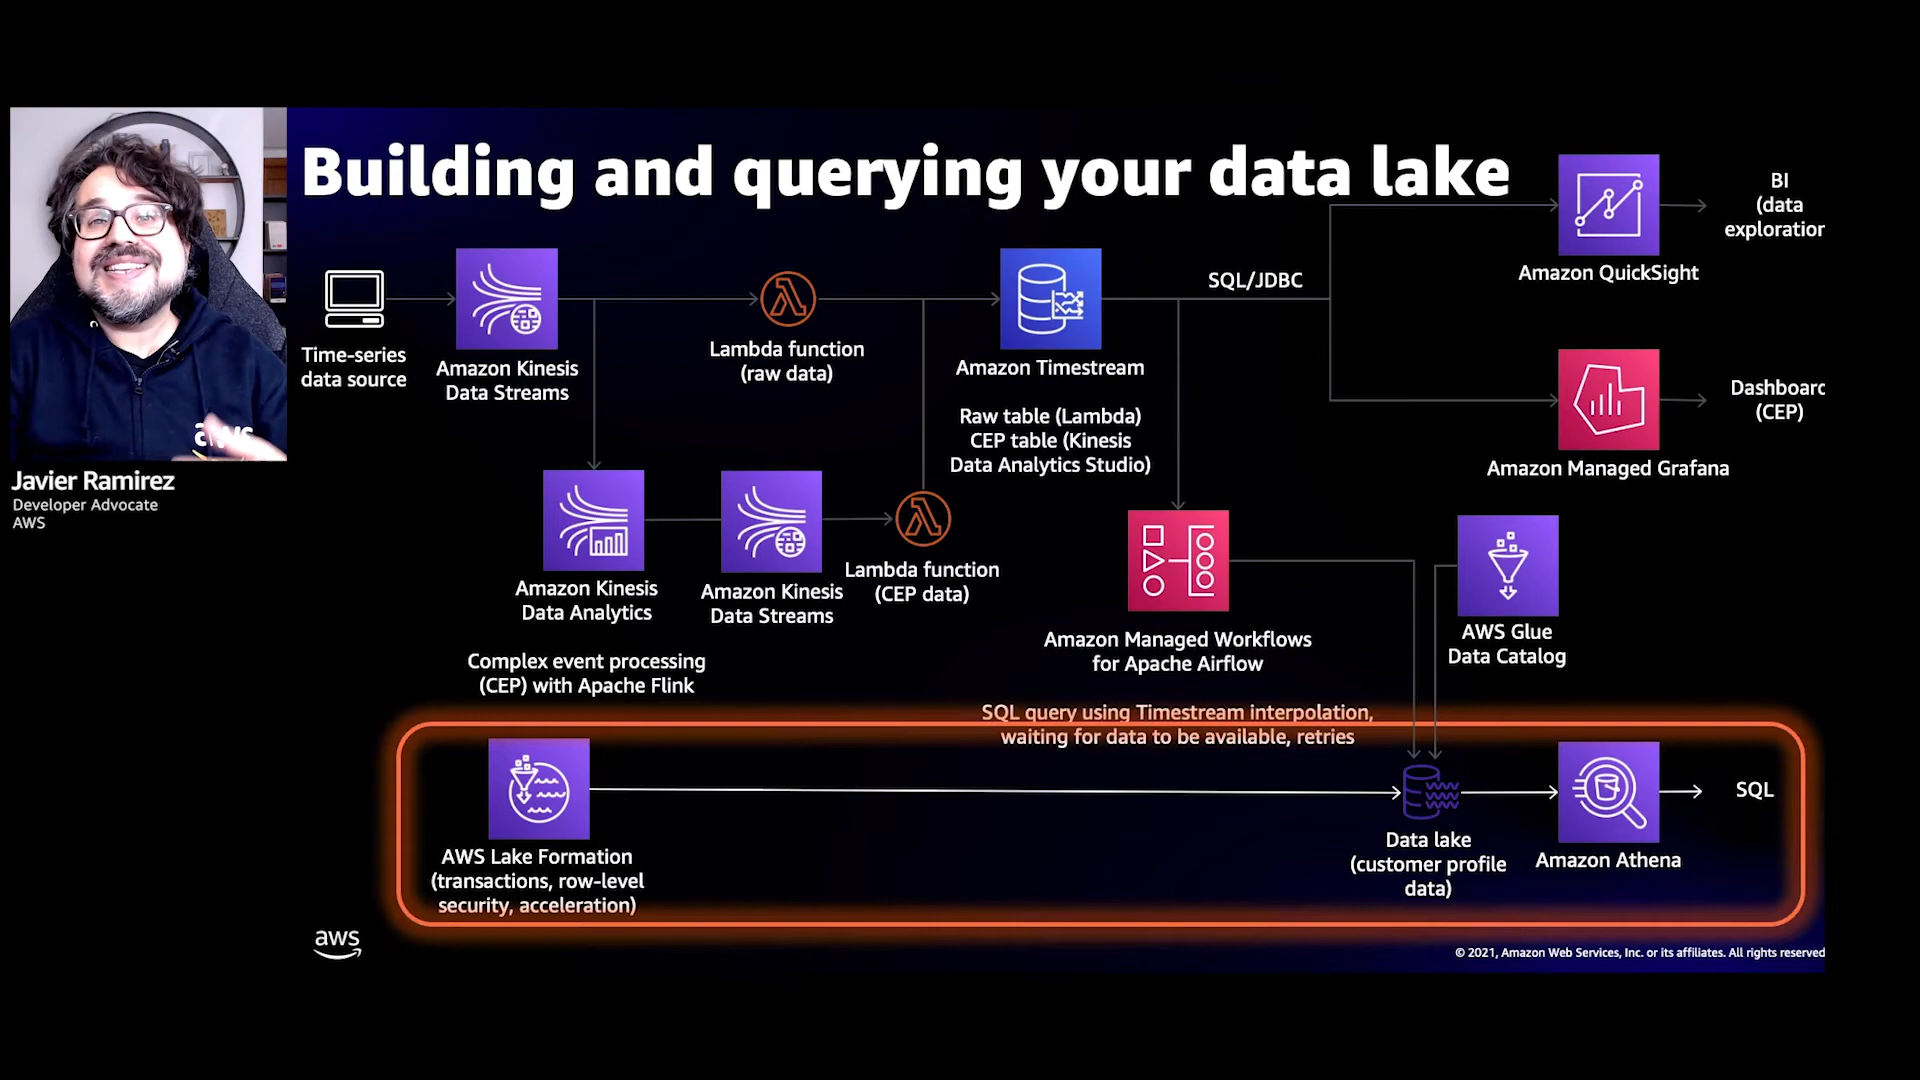 Building and querying your data lake
BI
(data
exploration
Amazon QuickSight
SQL/JDBC
Time-series
data source
Amazon Kinesis
Data Streams
Lambda function
(raw data)
Amazon Timestream
Raw table (Lambda)
CEP table (Kinesis
Data Analytics Studio)
Dashboard
(CEP)
Amazon Managed Grafana
aws
Javier Ramirez
Developer Advocate
AWS
Amazon Kinesis
Data Analytics
Amazon Kinesis
Data Streams
Lambda function
(CEP data)
Complex event processing
(CEP) with Apache Flink
Amazon Managed Workflows
for Apache Airflow
AWS Glue
Data Catalog
SQL query using Timestream interpolation,
waiting for data to be available, retries
AWS Lake Formation
(transactions, row-level
security, acceleration)
Data lake
(customer profile
data)
Amazon Athena
SQL
aws
© 2021, Amazon Web Services, Inc. or its affiliates. All rights reserved